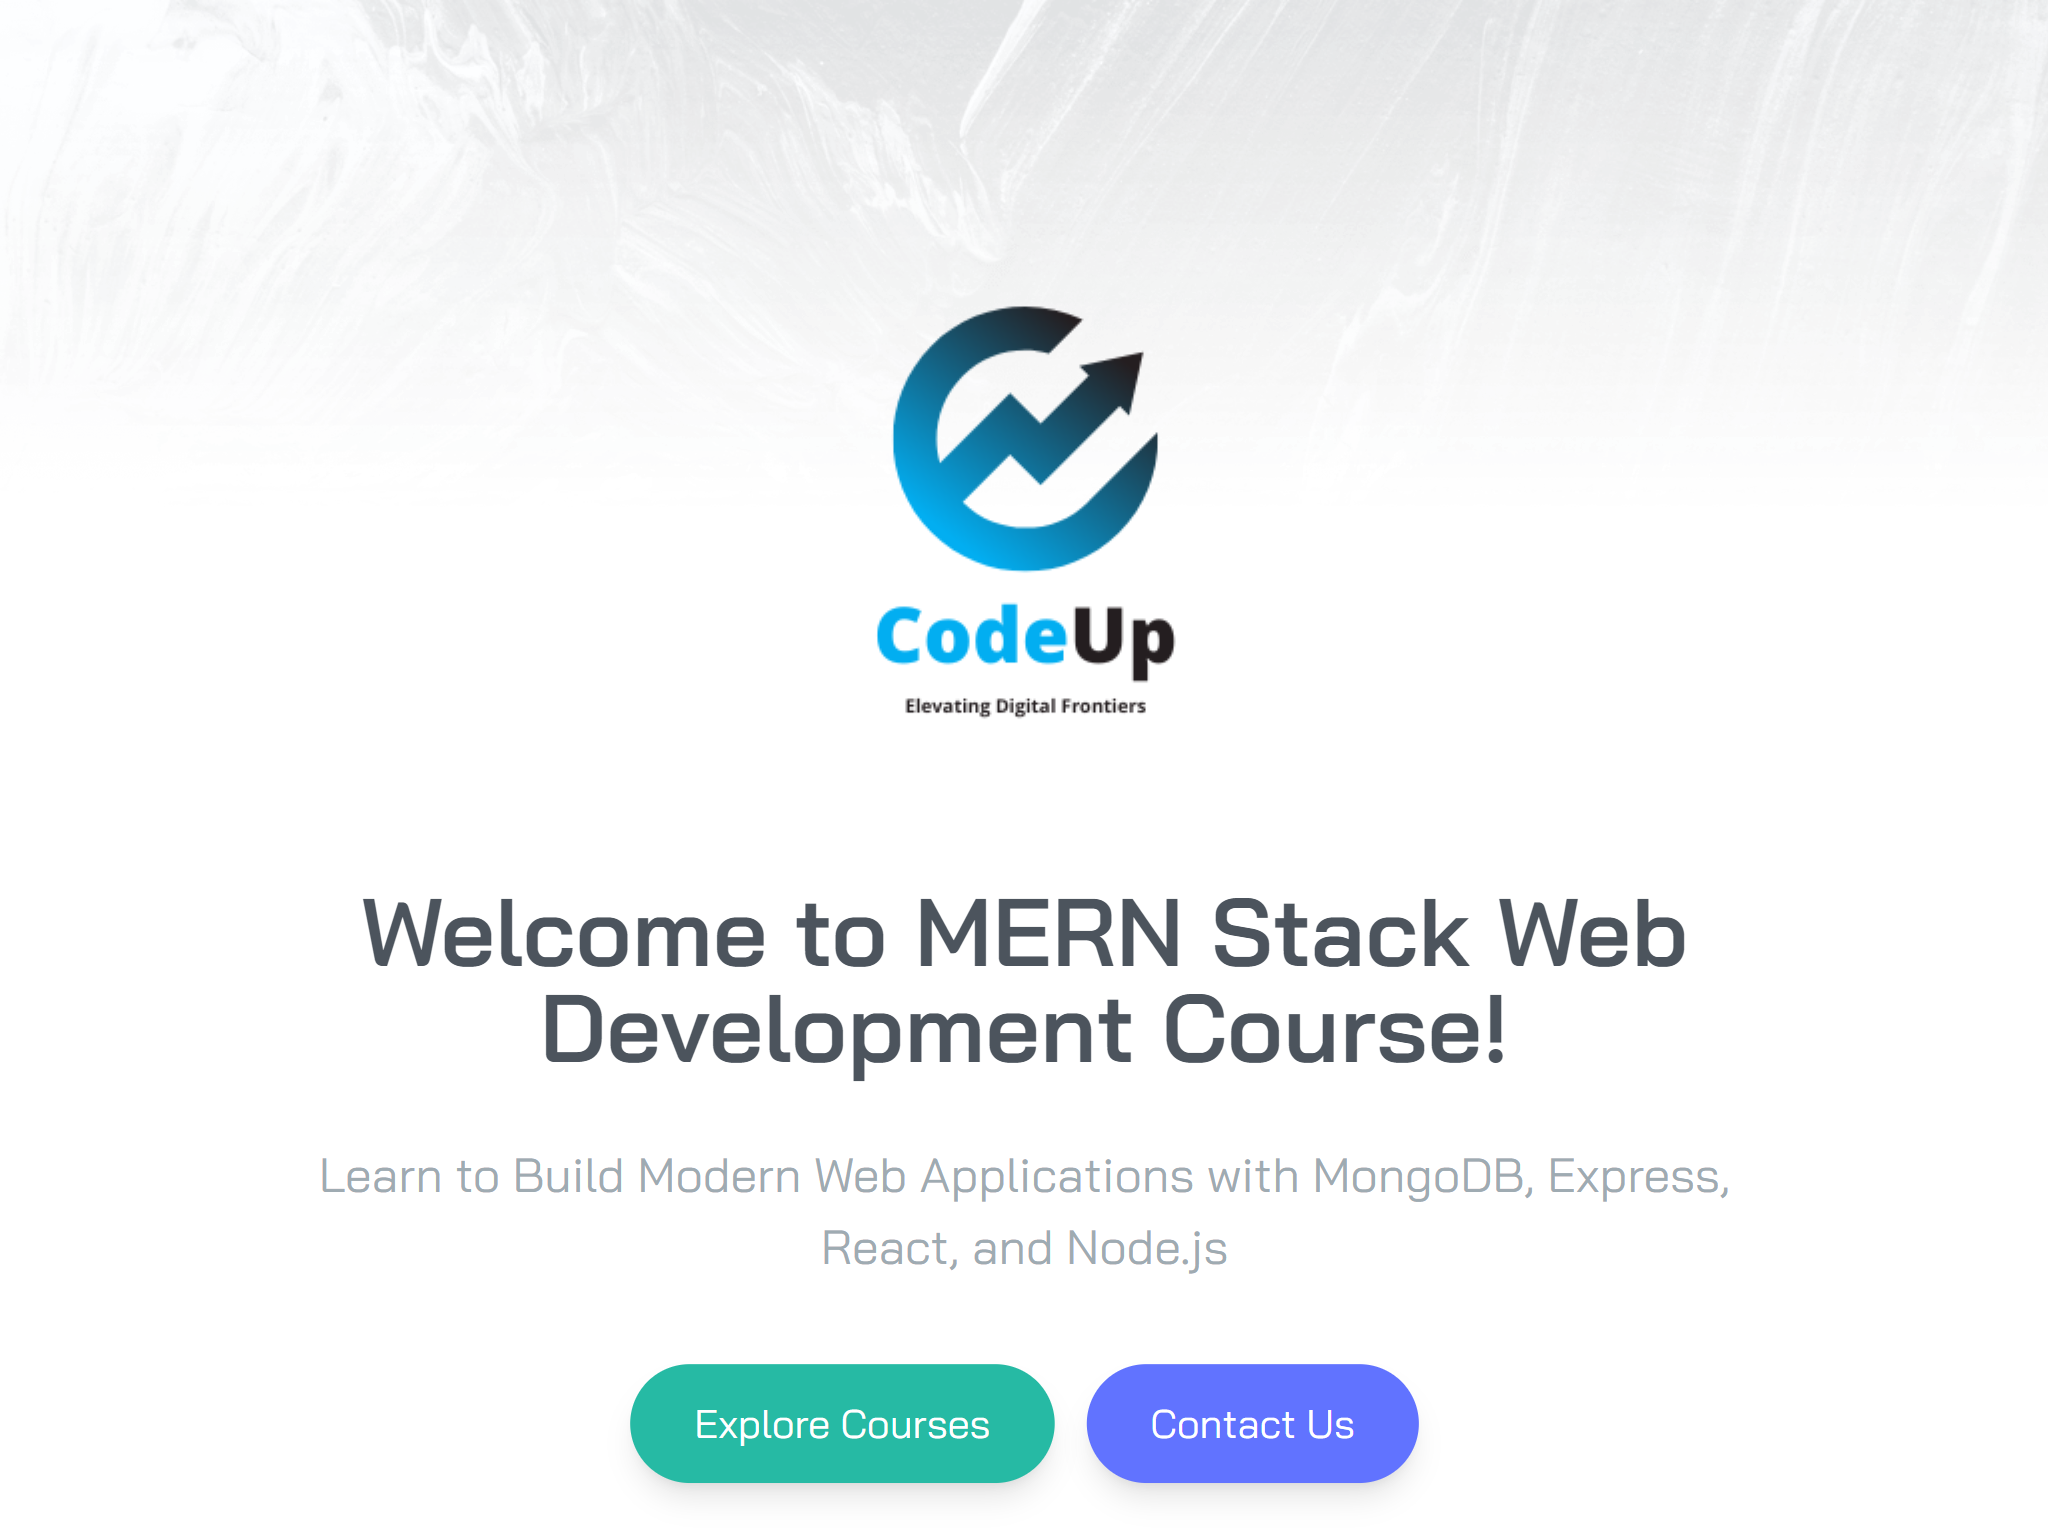 CodeUp
Elevating Digital Frontiers
Welcome to MERN Stack Web
Development Course!
Learn to Build Modern Web Applications with MongoDB, Express,
React, and Node.js
Explore Courses
Contact Us